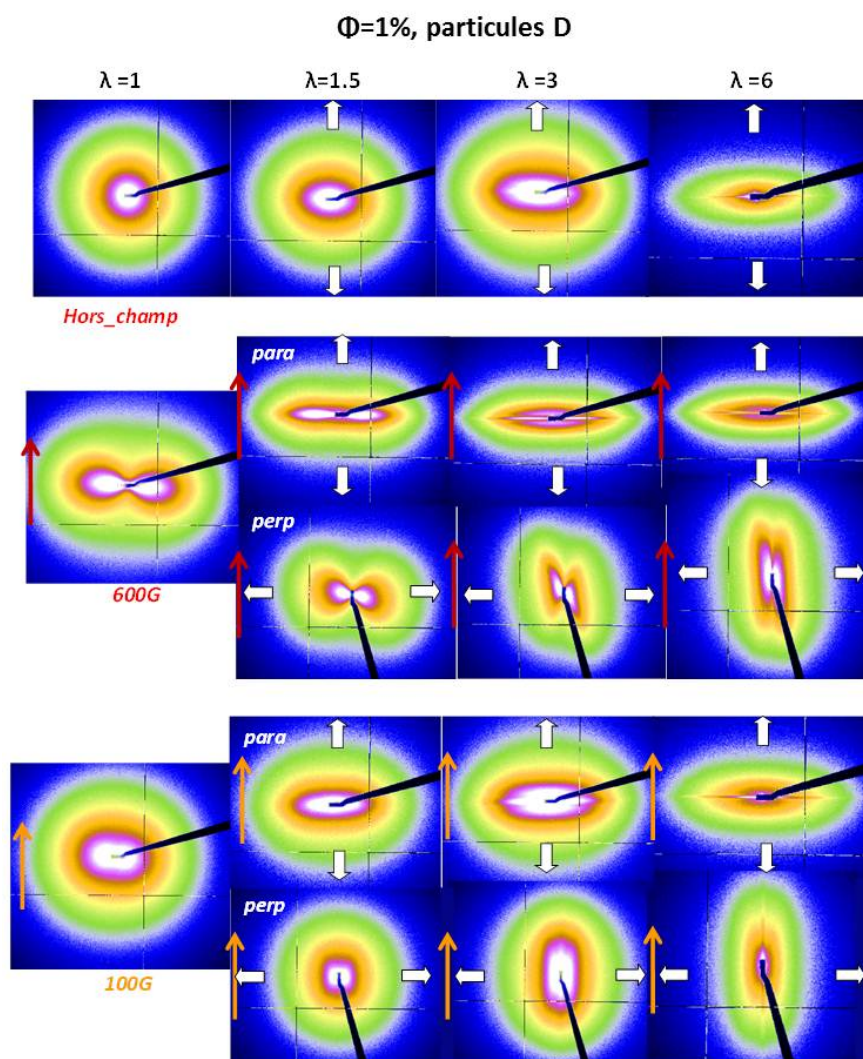 Φ=1%, particules D
λ =1 λ=1.5 λ=3 λ =6
Hors_champ
para
perp
600G
para
perp
100G